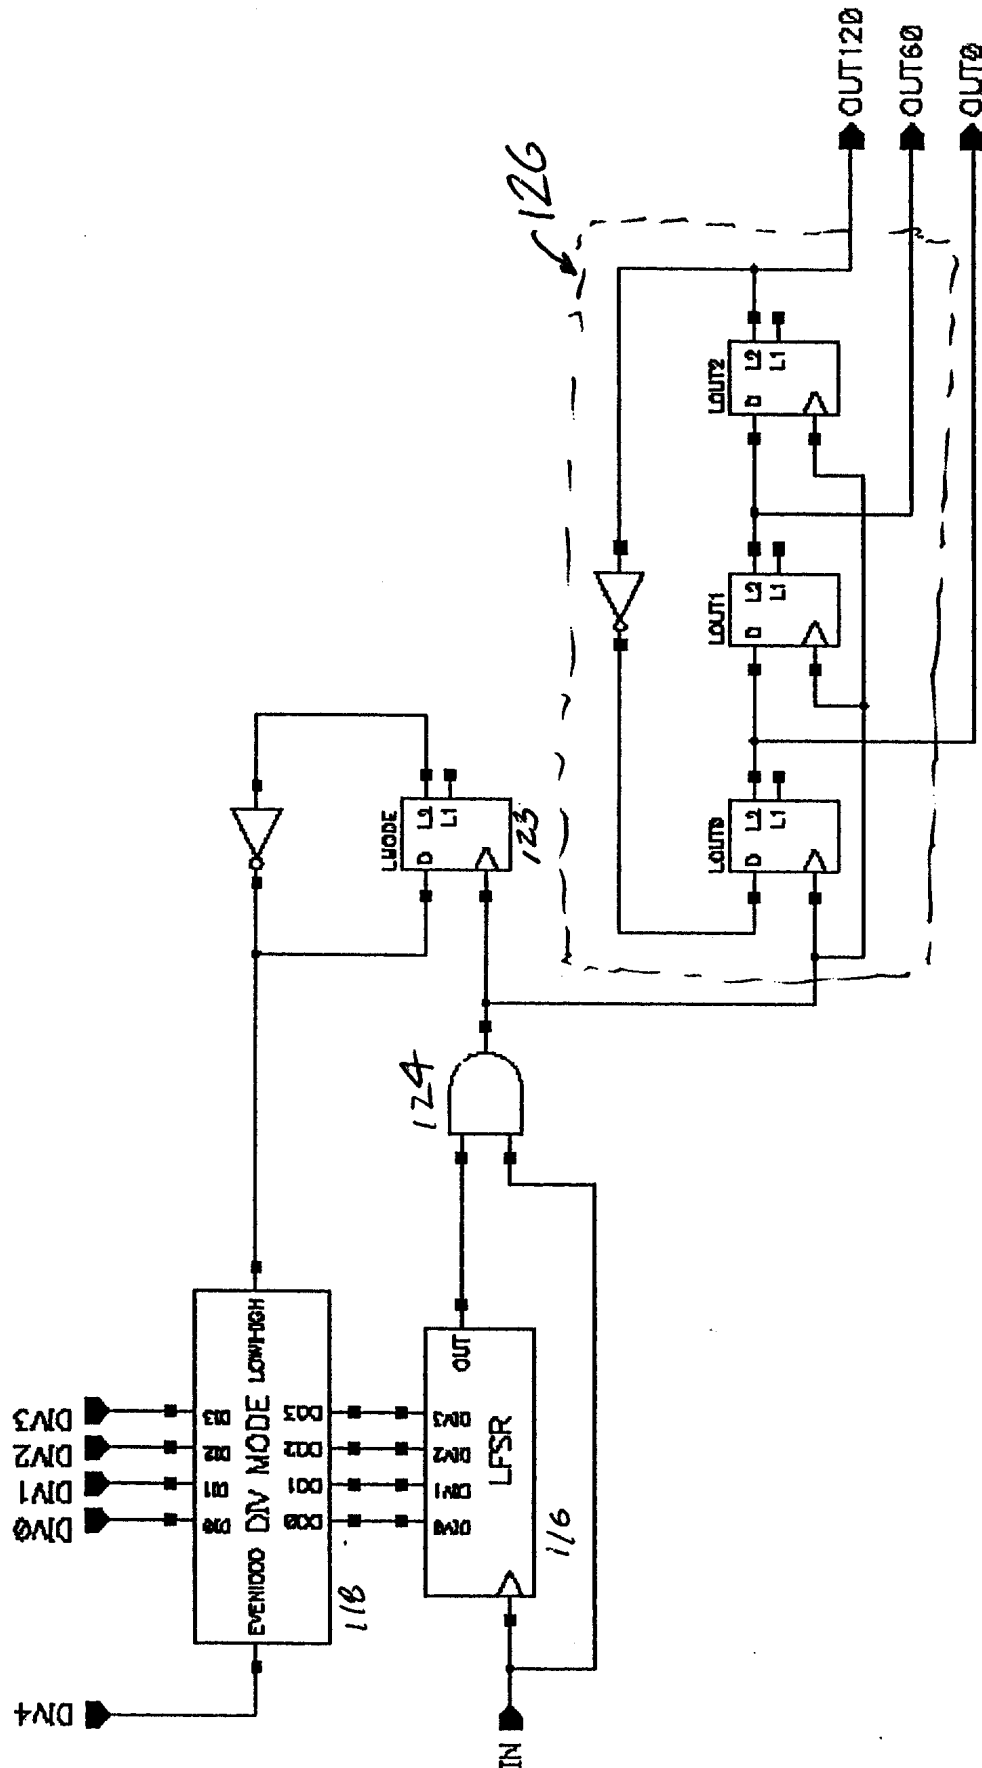 OUT120
OUT60
OUT0
126
LOUT2
D
L2
L1
LOUT1
D
L2
L1
LOUT0
D
L2
L1
LMODE
D
L2
L1
123
124
DIV3
DIV2
DIV1
DIV0
DIV4
LOWHIGH
DIV MODE
EVENIODD
DI3
DI2
DI1
DI0
DO3
DO2
DO1
DO0
118
OUT
LFSR
DIV3
DIV2
DIV1
DIV0
116
IN